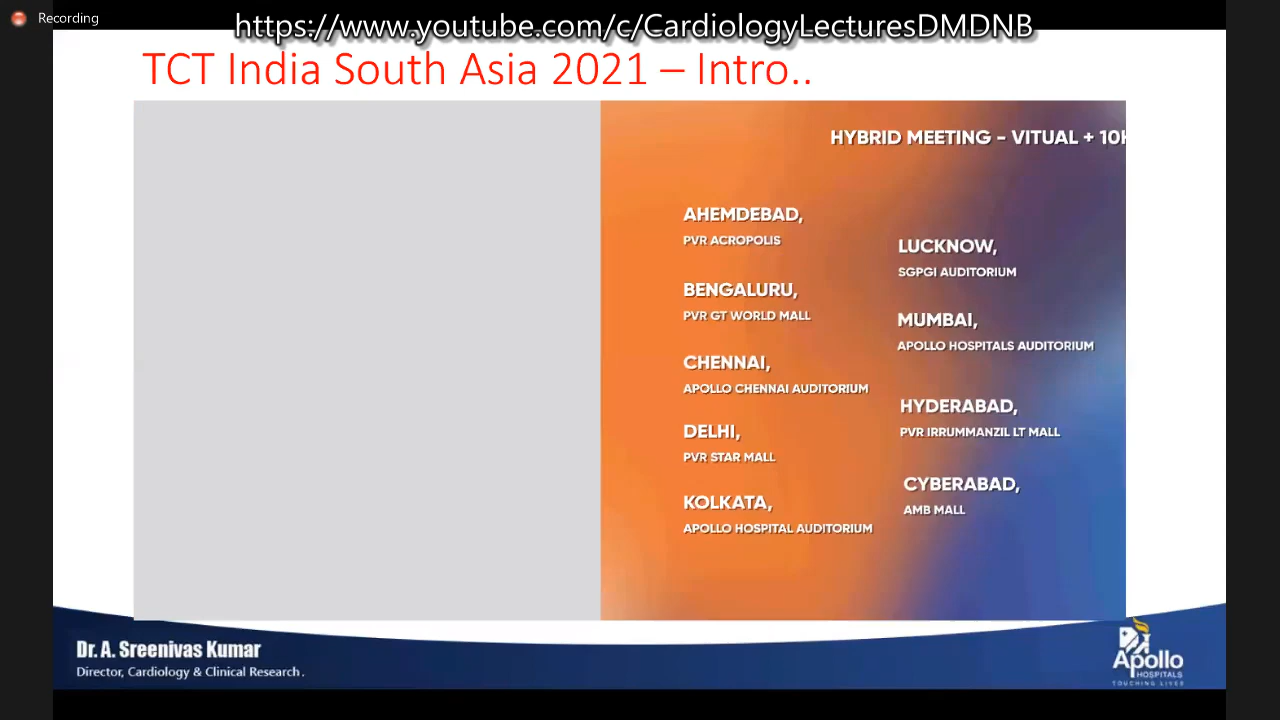 Recording
https://www.youtube.com/c/CardiologyLecturesDMDNB
TCT India South Asia 2021 – Intro..
HYBRID MEETING - VITUAL + 10H
AHEMDEBAD,
PVR ACROPOLIS
BENGALURU,
PVR GT WORLD MALL
CHENNAI,
APOLLO CHENNAI AUDITORIUM
DELHI,
PVR STAR MALL
KOLKATA,
APOLLO HOSPITAL AUDITORIUM
LUCKNOW,
SGPGI AUDITORIUM
MUMBAI,
APOLLO HOSPITALS AUDITORIUM
HYDERABAD,
PVR IRRUMMANZIL LT MALL
CYBERABAD,
AMB MALL
Dr. A. Sreenivas Kumar
Director, Cardiology & Clinical Research.
Apollo
HOSPITALS
TOUCHING LIVES